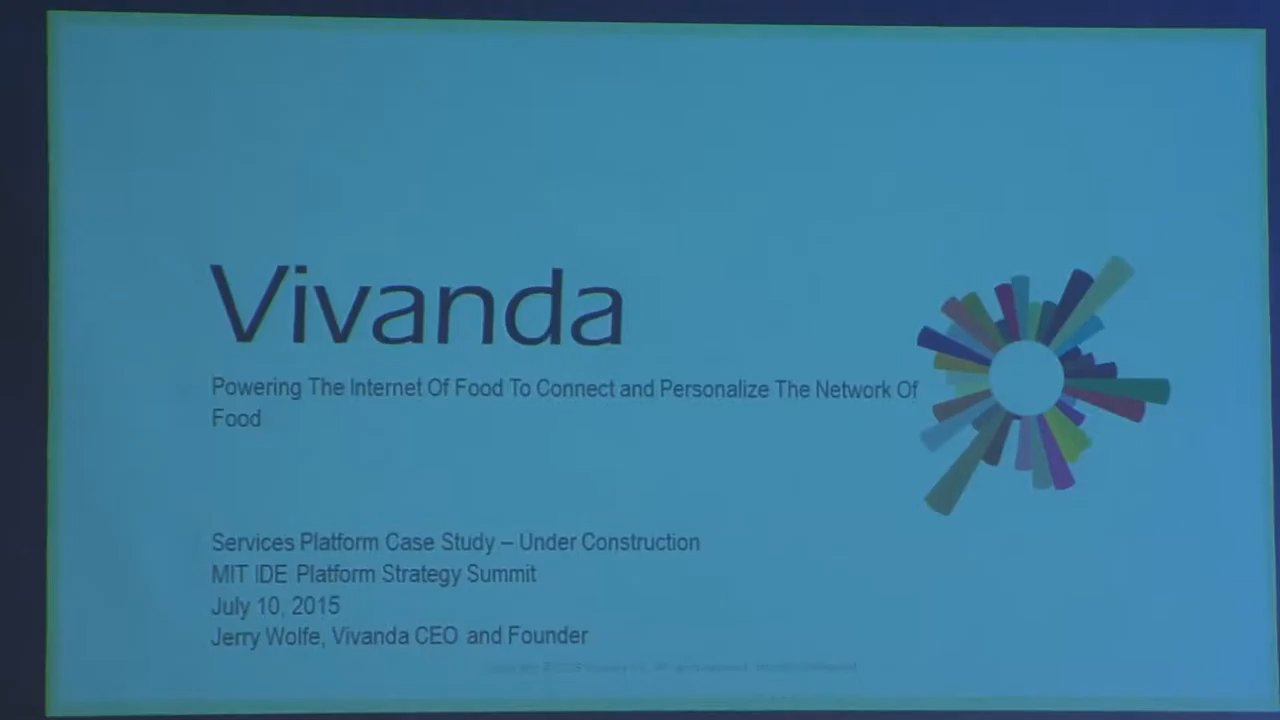 Vivanda
Powering The Internet Of Food To Connect and Personalize The Network Of
Food
Services Platform Case Study – Under Construction
MIT IDE Platform Strategy Summit
July 10, 2015
Jerry Wolfe, Vivanda CEO and Founder